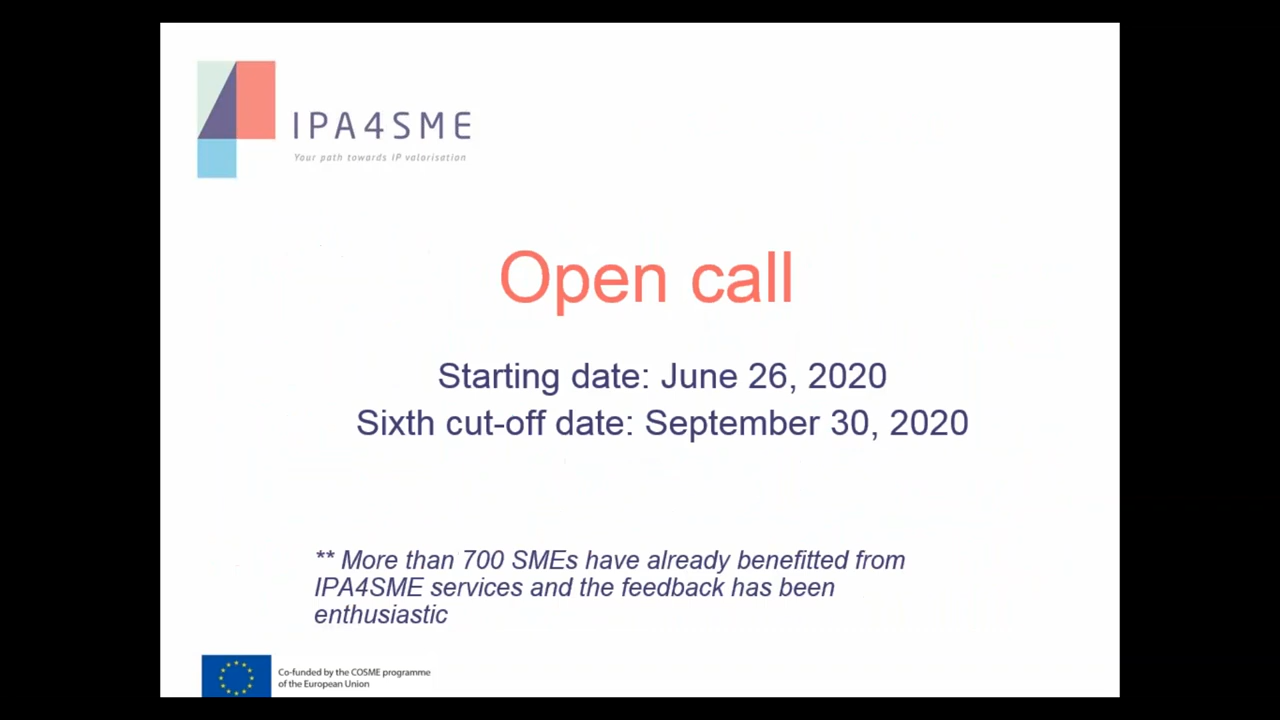 IPA4SME
Your path towards IP valorisation
Open call
Starting date: June 26, 2020
Sixth cut-off date: September 30, 2020
** More than 700 SMEs have already benefitted from
IPA4SME services and the feedback has been
enthusiastic
Co-funded by the COSME programme
of the European Union